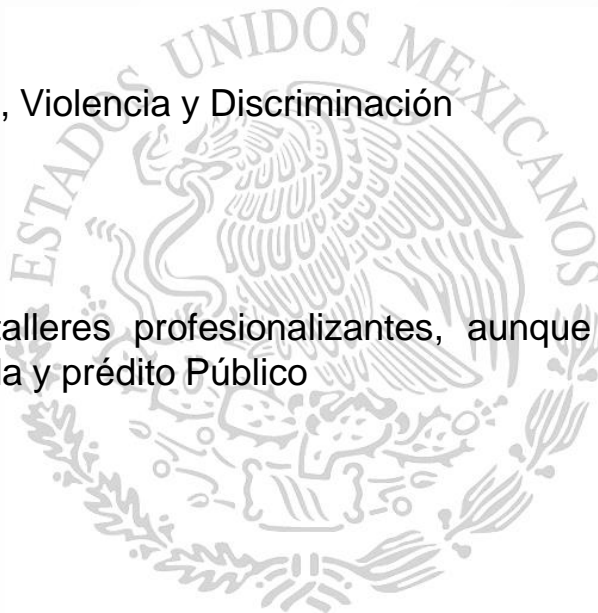 ESTADOS UNIDOS MEXICANOS
, Violencia y Discriminación
talleres profesionalizantes, aunque
y prédito Público